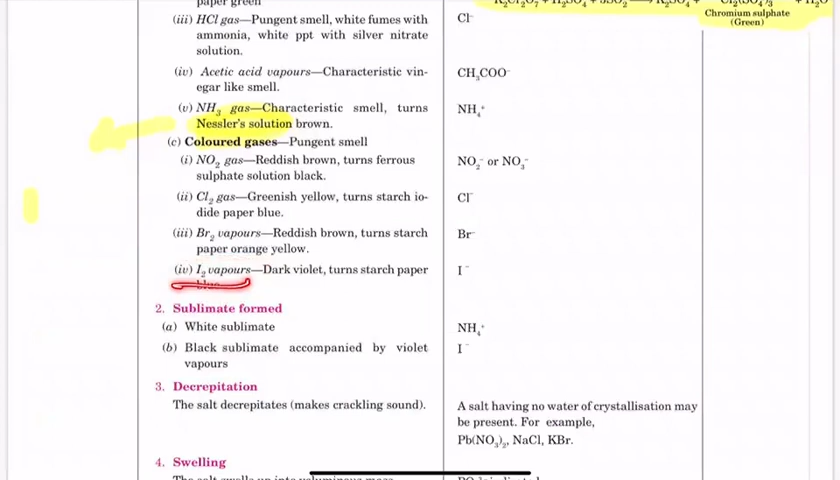 paper green
(iii) HCl gas—Pungent smell, white fumes with
ammonia, white ppt with silver nitrate
solution.
Cl⁻
Chromium sulphate
(Green)
(iv) Acetic acid vapours—Characteristic vin-
egar like smell.
CH₃COO⁻
(v) NH₃ gas—Characteristic smell, turns
Nessler's solution brown.
NH₄⁺
(c) Coloured gases—Pungent smell
(i) NO₂ gas—Reddish brown, turns ferrous
sulphate solution black.
NO₂⁻ or NO₃⁻
(ii) Cl₂ gas—Greenish yellow, turns starch io-
dide paper blue.
Cl⁻
(iii) Br₂ vapours—Reddish brown, turns starch
paper orange yellow.
Br⁻
(iv) I₂ vapours—Dark violet, turns starch paper
blue.
I⁻
2. Sublimate formed
(a) White sublimate
NH₄⁺
(b) Black sublimate accompanied by violet
vapours
I⁻
3. Decrepitation
The salt decrepitates (makes crackling sound).
A salt having no water of crystallisation may
be present. For example,
Pb(NO₃)₂, NaCl, KBr.
4. Swelling